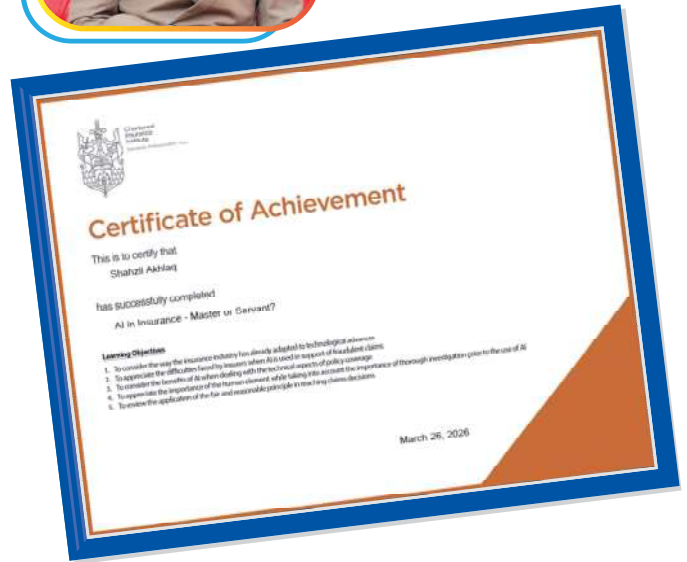 Chartered
Insurance
Institute
Certificate of Achievement
This is to certify that
Shahzil Akhlaq
has successfully completed
AI in Insurance - Master or Servant?
Learning Objectives
1. To consider the way the insurance industry has already adapted to technological advances
2. To appreciate the difficulties faced by insurers when AI is used in support of fraudulent claims
3. To consider the benefits of AI when dealing with the technical aspects of policy coverage
4. To appreciate the importance of the human element while taking into account the importance of thorough investigation prior to the use of AI
5. To review the application of the fair and reasonable principle in reaching claims decisions
March 26, 2026